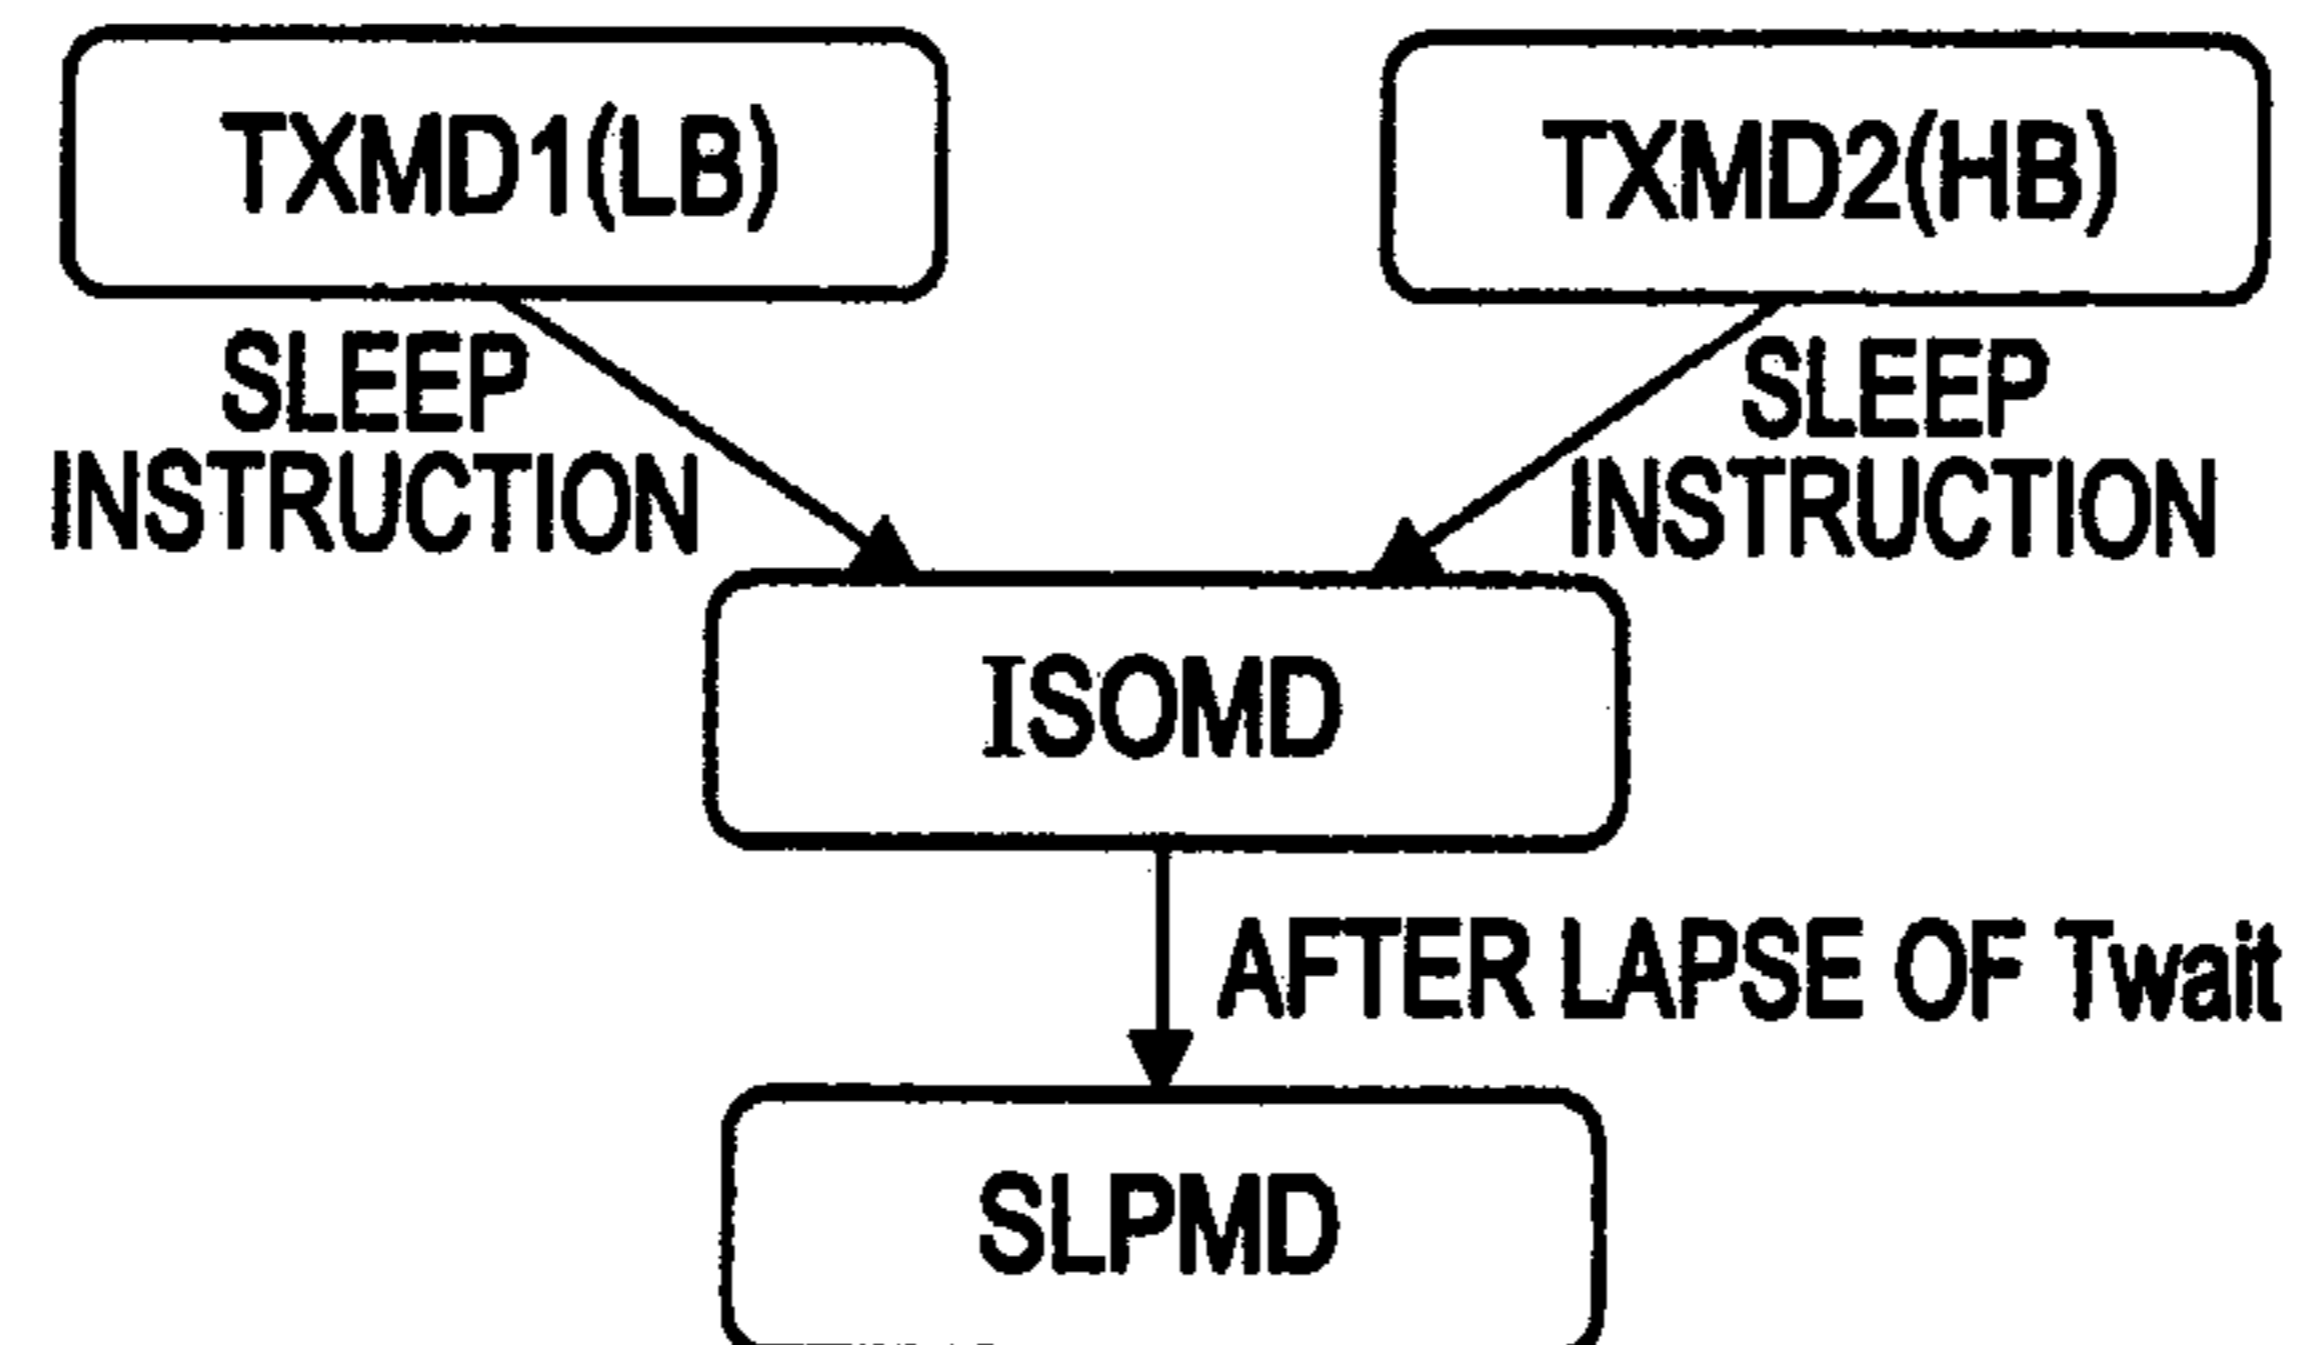 TXMD1(LB)
TXMD2(HB)
SLEEP
INSTRUCTION
SLEEP
INSTRUCTION
ISOMD
AFTER LAPSE OF Twait
SLPMD